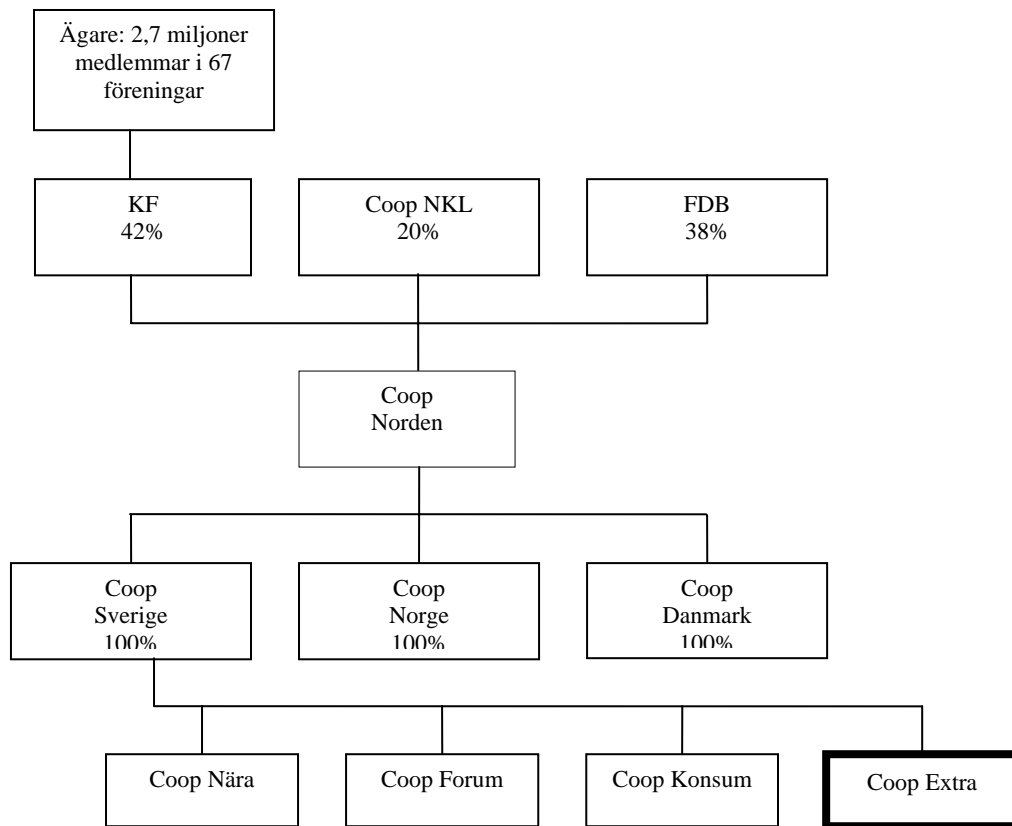 Ägare: 2,7 miljoner
medlemmar i 67
föreningar
KF
42%
Coop NKL
20%
FDB
38%
Coop
Norden
Coop
Sverige
100%
Coop
Norge
100%
Coop
Danmark
100%
Coop Nära
Coop Forum
Coop Konsum
Coop Extra